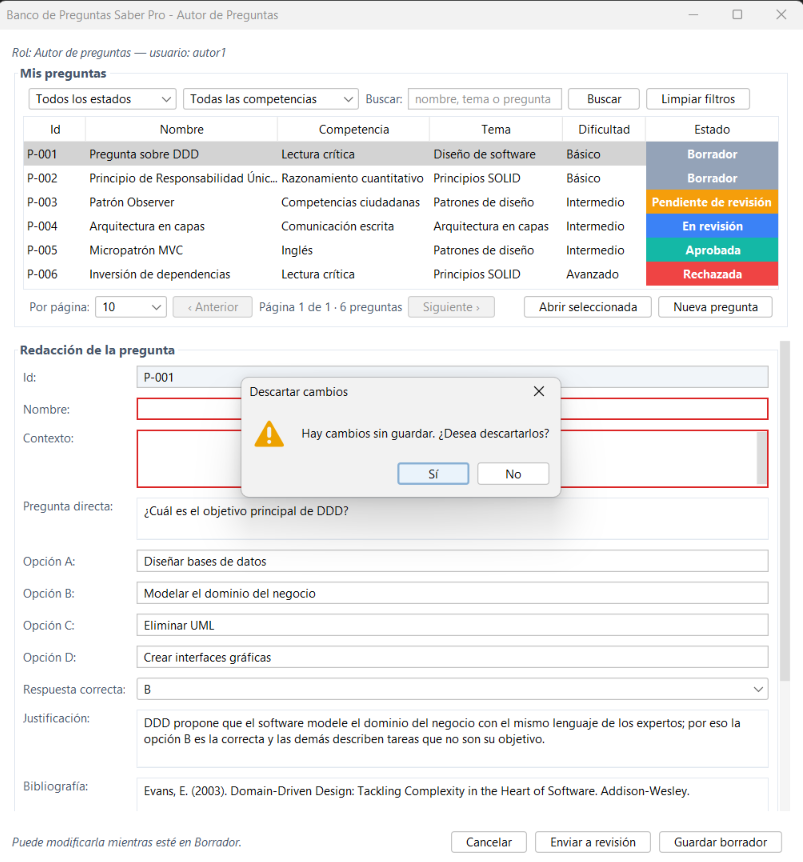 Banco de Preguntas Saber Pro - Autor de Preguntas
Rol: Autor de preguntas — usuario: autor1
Mis preguntas
Todos los estados Todas las competencias Buscar: nombre, tema o pregunta Buscar Limpiar filtros
Id Nombre Competencia Tema Dificultad Estado
P-001 Pregunta sobre DDD Lectura crítica Diseño de software Básico Borrador
P-002 Principio de Responsabilidad Únic... Razonamiento cuantitativo Principios SOLID Básico Borrador
P-003 Patrón Observer Competencias ciudadanas Patrones de diseño Intermedio Pendiente de revisión
P-004 Arquitectura en capas Comunicación escrita Arquitectura en capas Intermedio En revisión
P-005 Micropatrón MVC Inglés Patrones de diseño Intermedio Aprobada
P-006 Inversión de dependencias Lectura crítica Principios SOLID Avanzado Rechazada
Por página: 10 ‹ Anterior Página 1 de 1 · 6 preguntas Siguiente › Abrir seleccionada Nueva pregunta
Redacción de la pregunta
Id: P-001
Descartar cambios
Nombre:
Contexto:
Hay cambios sin guardar. ¿Desea descartarlos?
Sí No
Pregunta directa: ¿Cuál es el objetivo principal de DDD?
Opción A: Diseñar bases de datos
Opción B: Modelar el dominio del negocio
Opción C: Eliminar UML
Opción D: Crear interfaces gráficas
Respuesta correcta: B
Justificación: DDD propone que el software modele el dominio del negocio con el mismo lenguaje de los expertos; por eso la
opción B es la correcta y las demás describen tareas que no son su objetivo.
Bibliografía: Evans, E. (2003). Domain-Driven Design: Tackling Complexity in the Heart of Software. Addison-Wesley.
Puede modificarla mientras esté en Borrador. Cancelar Enviar a revisión Guardar borrador